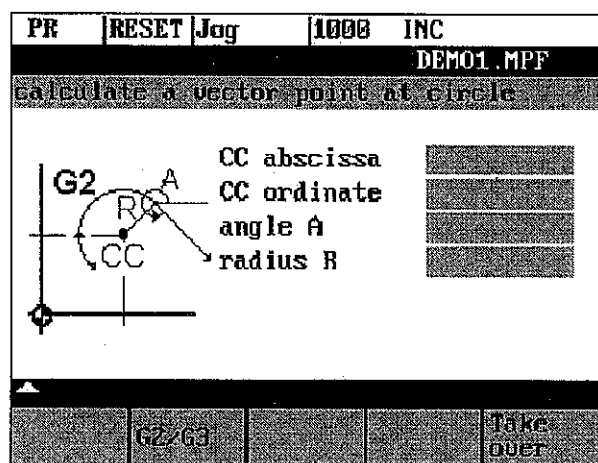 PR RESET Jog 1000 INC
DEMO1.MPF
calculate a vector point at circle
CC abscissa
G2
A
CC ordinate
R
angle A
CC
radius R
G2/G3
Take
over